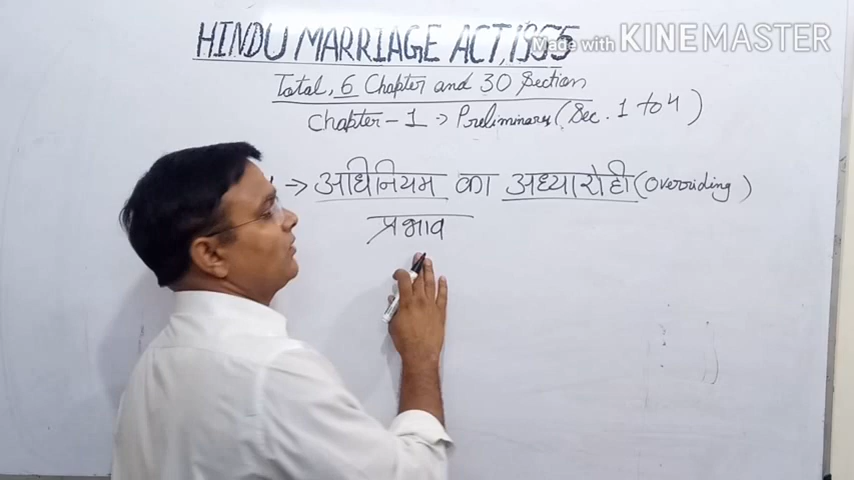 HINDU MARRIAGE ACT, 1955
Made with KINEMASTER
Total, 6 Chapter and 30 Section
Chapter-1 → Preliminary (Sec. 1 to 4)
→ अधिनियम का अध्यारोही (Overriding)
प्रभाव